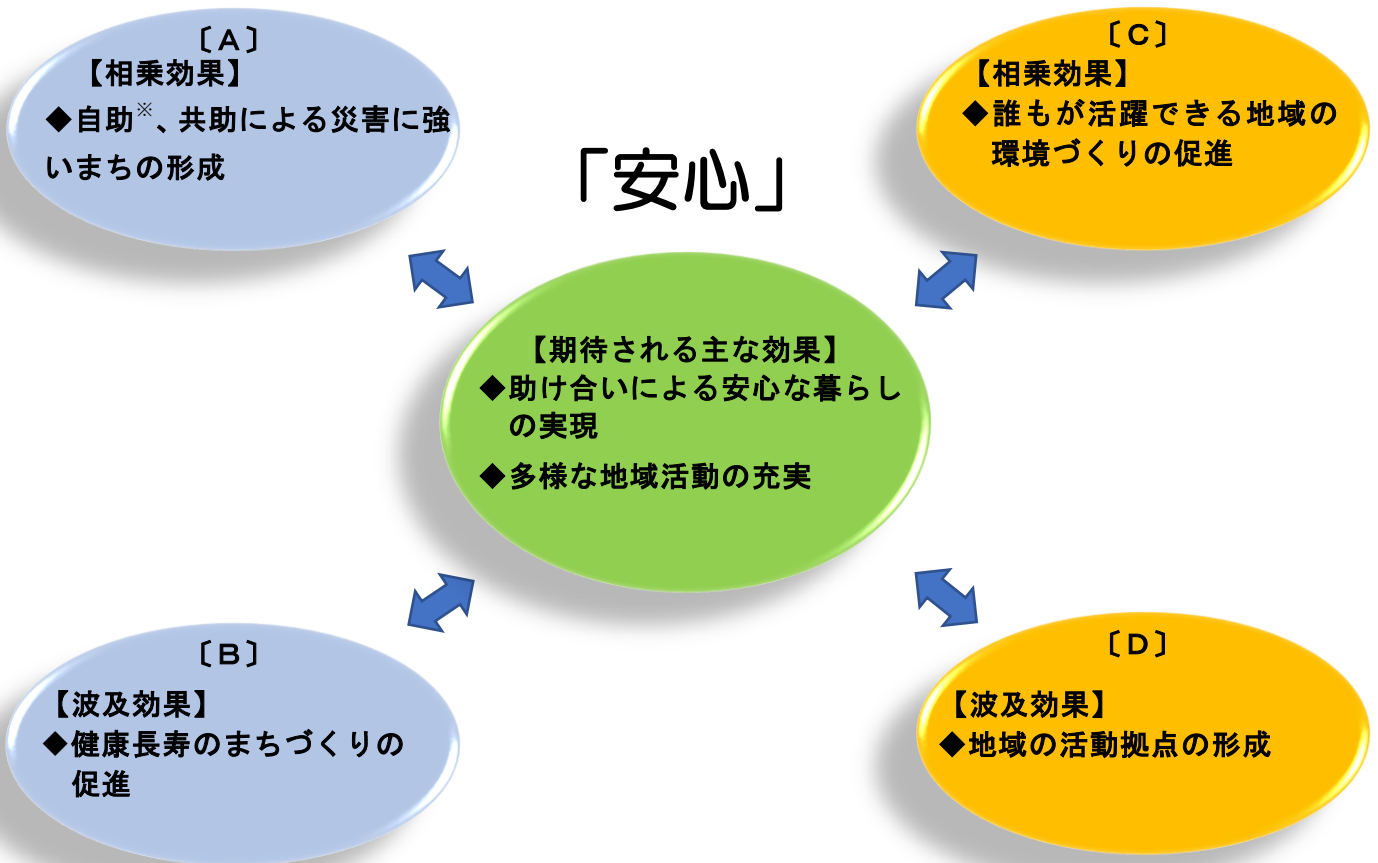 〔A〕
【相乗効果】
◆自助※、共助による災害に強
いまちの形成
〔C〕
【相乗効果】
◆誰もが活躍できる地域の
環境づくりの促進
「安心」
【期待される主な効果】
◆助け合いによる安心な暮らし
の実現
◆多様な地域活動の充実
〔B〕
【波及効果】
◆健康長寿のまちづくりの
促進
〔D〕
【波及効果】
◆地域の活動拠点の形成